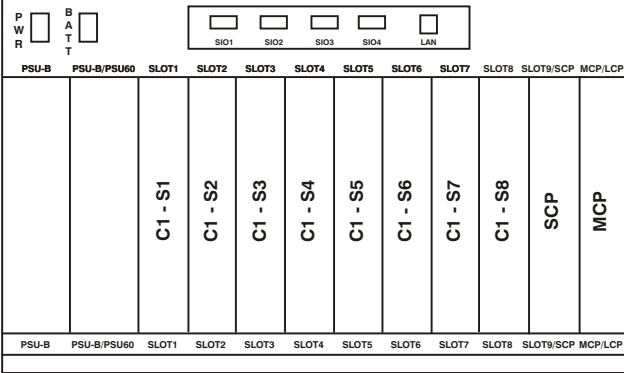 PWR BATT
SIO1 SIO2 SIO3 SIO4 LAN
PSU-B PSU-B/PSU60 SLOT1 SLOT2 SLOT3 SLOT4 SLOT5 SLOT6 SLOT7 SLOT8 SLOT9/SCP MCP/LCP
C1 - S1
C1 - S2
C1 - S3
C1 - S4
C1 - S5
C1 - S6
C1 - S7
C1 - S8
SCP
MCP
PSU-B PSU-B/PSU60 SLOT1 SLOT2 SLOT3 SLOT4 SLOT5 SLOT6 SLOT7 SLOT8 SLOT9/SCP MCP/LCP